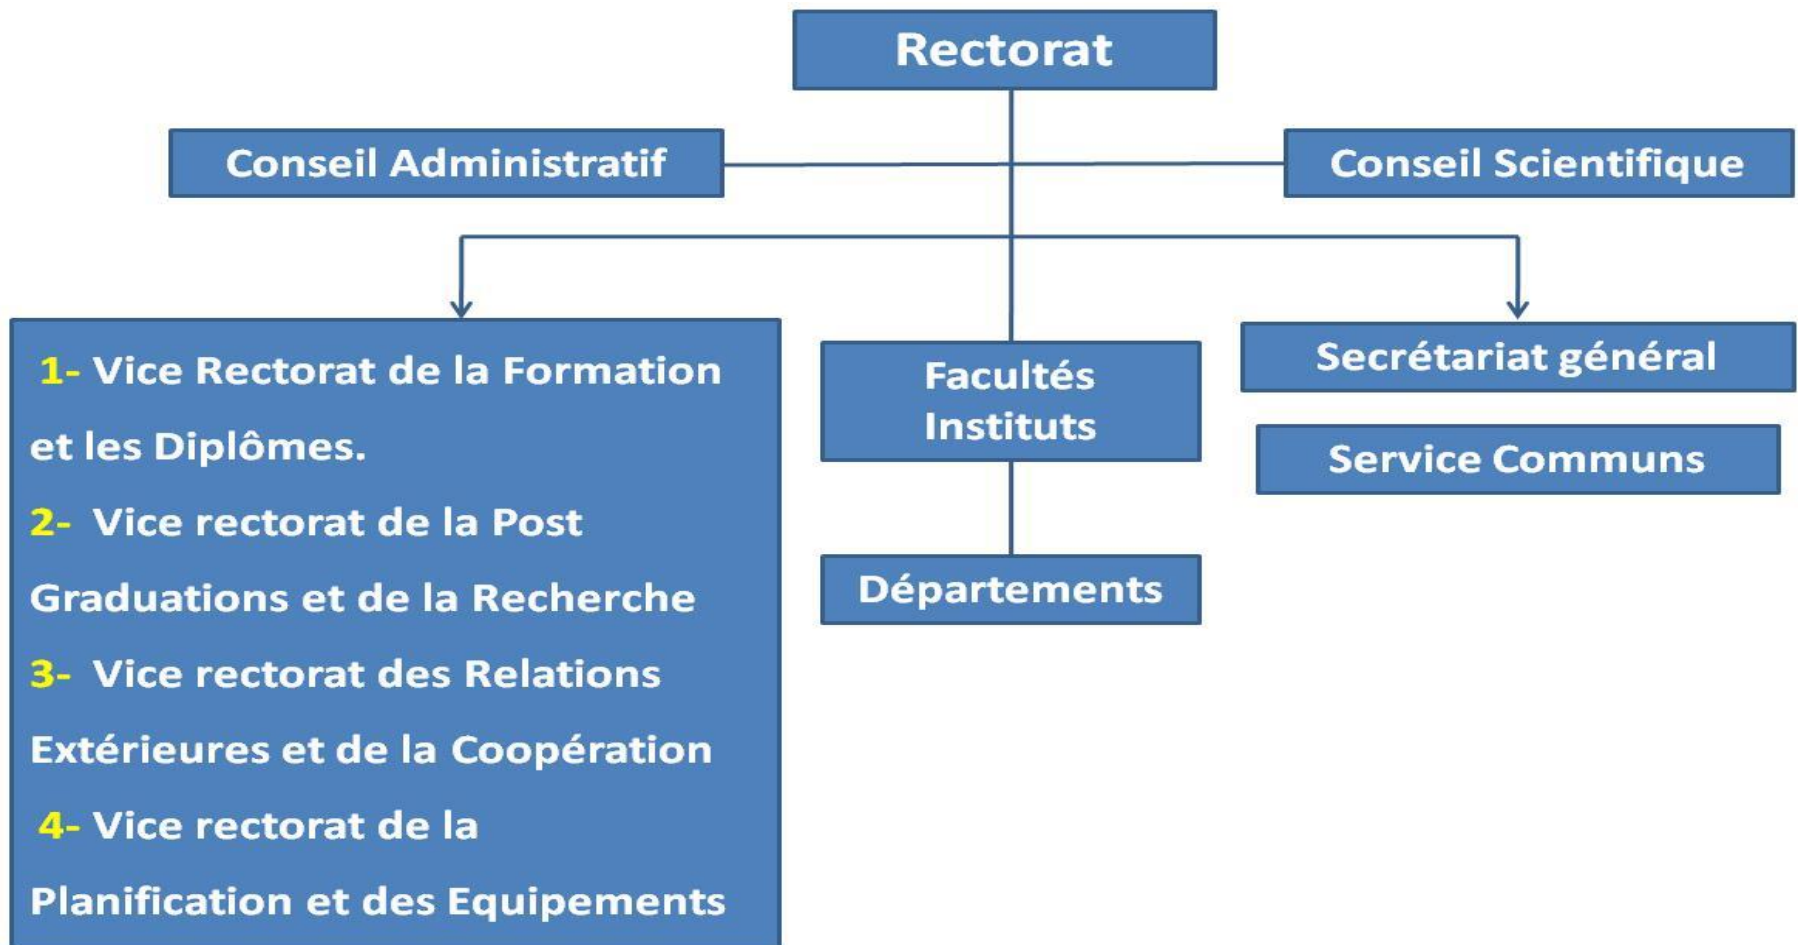 Rectorat
Conseil Administratif
Conseil Scientifique
1- Vice Rectorat de la Formation
et les Diplômes.
2- Vice rectorat de la Post
Graduations et de la Recherche
3- Vice rectorat des Relations
Extérieures et de la Coopération
4- Vice rectorat de la
Planification et des Equipements
Facultés
Instituts
Départements
Secrétariat général
Service Communs